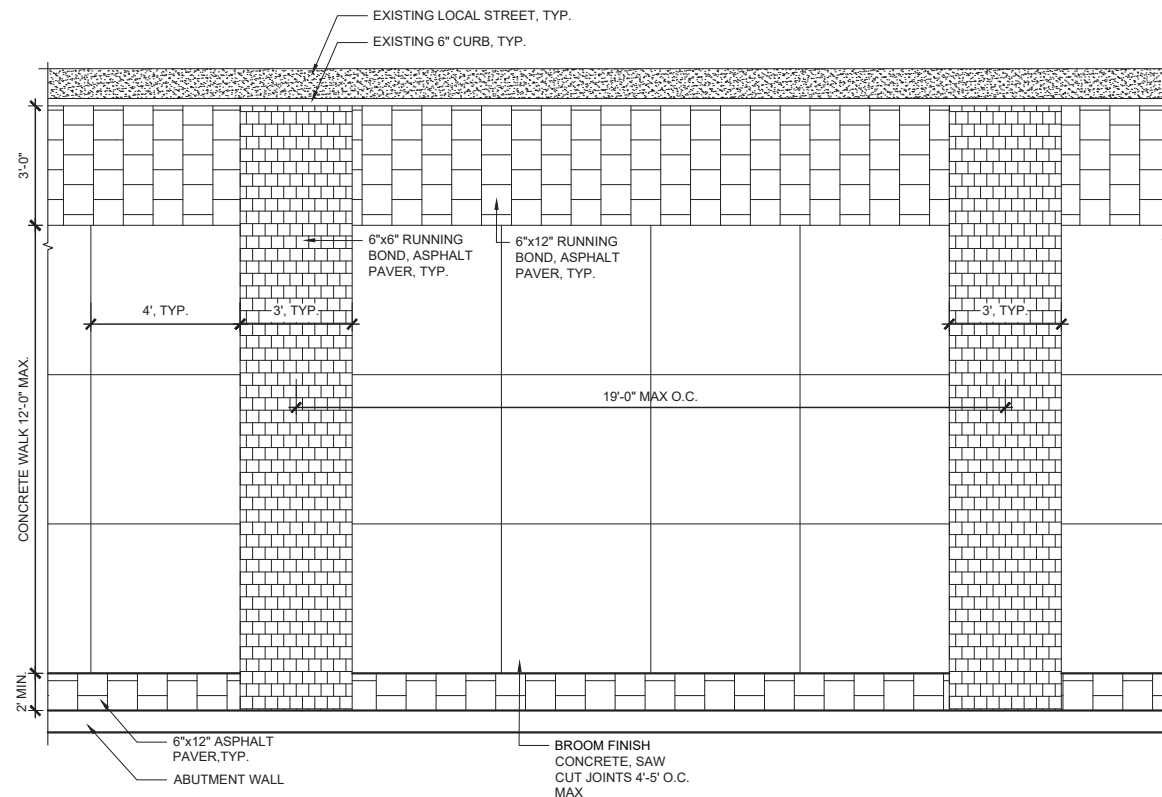 EXISTING LOCAL STREET, TYP.
EXISTING 6" CURB, TYP.
3'-0"
6"x6" RUNNING
BOND, ASPHALT
PAVER, TYP.
6"x12" RUNNING
BOND, ASPHALT
PAVER, TYP.
4', TYP.
3', TYP.
3', TYP.
CONCRETE WALK 12'-0" MAX.
19'-0" MAX O.C.
2' MIN.
6"x12" ASPHALT
PAVER,TYP.
ABUTMENT WALL
BROOM FINISH
CONCRETE, SAW
CUT JOINTS 4'-5' O.C.
MAX